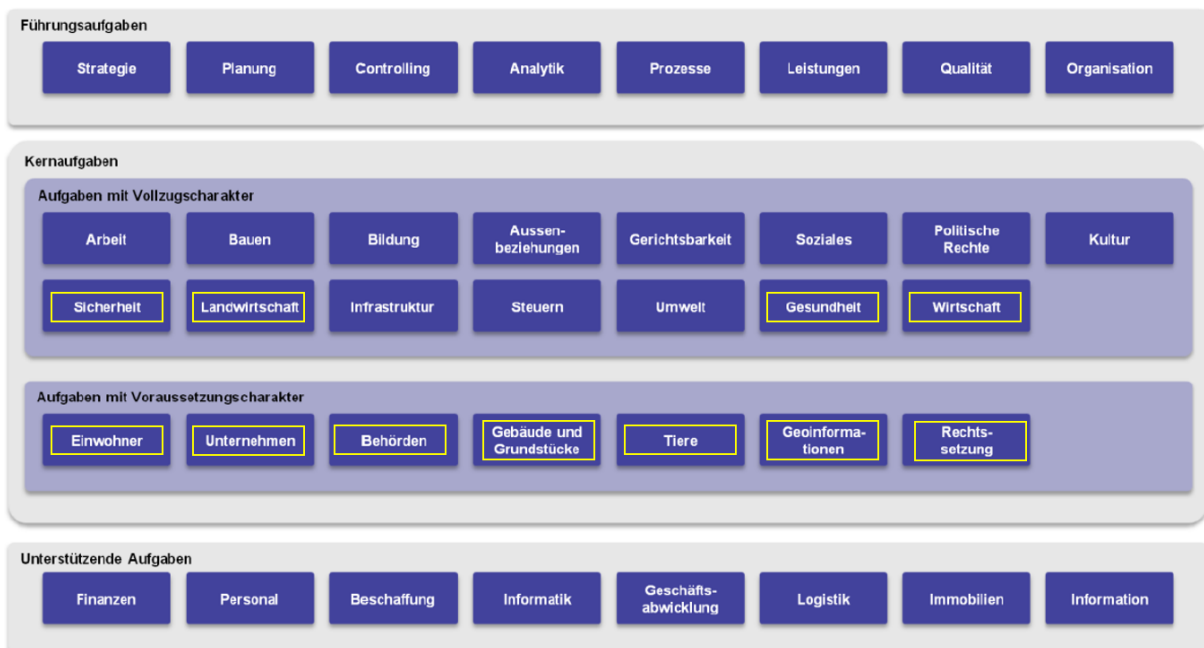 Führungsaufgaben
Strategie
Planung
Controlling
Analytik
Prozesse
Leistungen
Qualität
Organisation
Kernaufgaben
Aufgaben mit Vollzugscharakter
Arbeit
Bauen
Bildung
Aussen-
beziehungen
Gerichtsbarkeit
Soziales
Politische
Rechte
Kultur
Sicherheit
Landwirtschaft
Infrastruktur
Steuern
Umwelt
Gesundheit
Wirtschaft
Aufgaben mit Voraussetzungscharakter
Einwohner
Unternehmen
Behörden
Gebäude und
Grundstücke
Tiere
Geoinforma-
tionen
Rechts-
setzung
Unterstützende Aufgaben
Finanzen
Personal
Beschaffung
Informatik
Geschäfts-
abwicklung
Logistik
Immobilien
Information